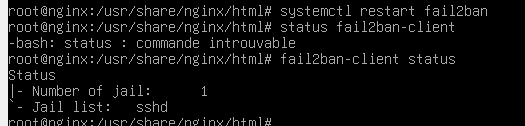 root@nginx:/usr/share/nginx/html# systemctl restart fail2ban
root@nginx:/usr/share/nginx/html# status fail2ban-client
-bash: status : commande introuvable
root@nginx:/usr/share/nginx/html# fail2ban-client status
Status
|- Number of jail:      1
`- Jail list:   sshd
root@nginx:/usr/share/nginx/html#